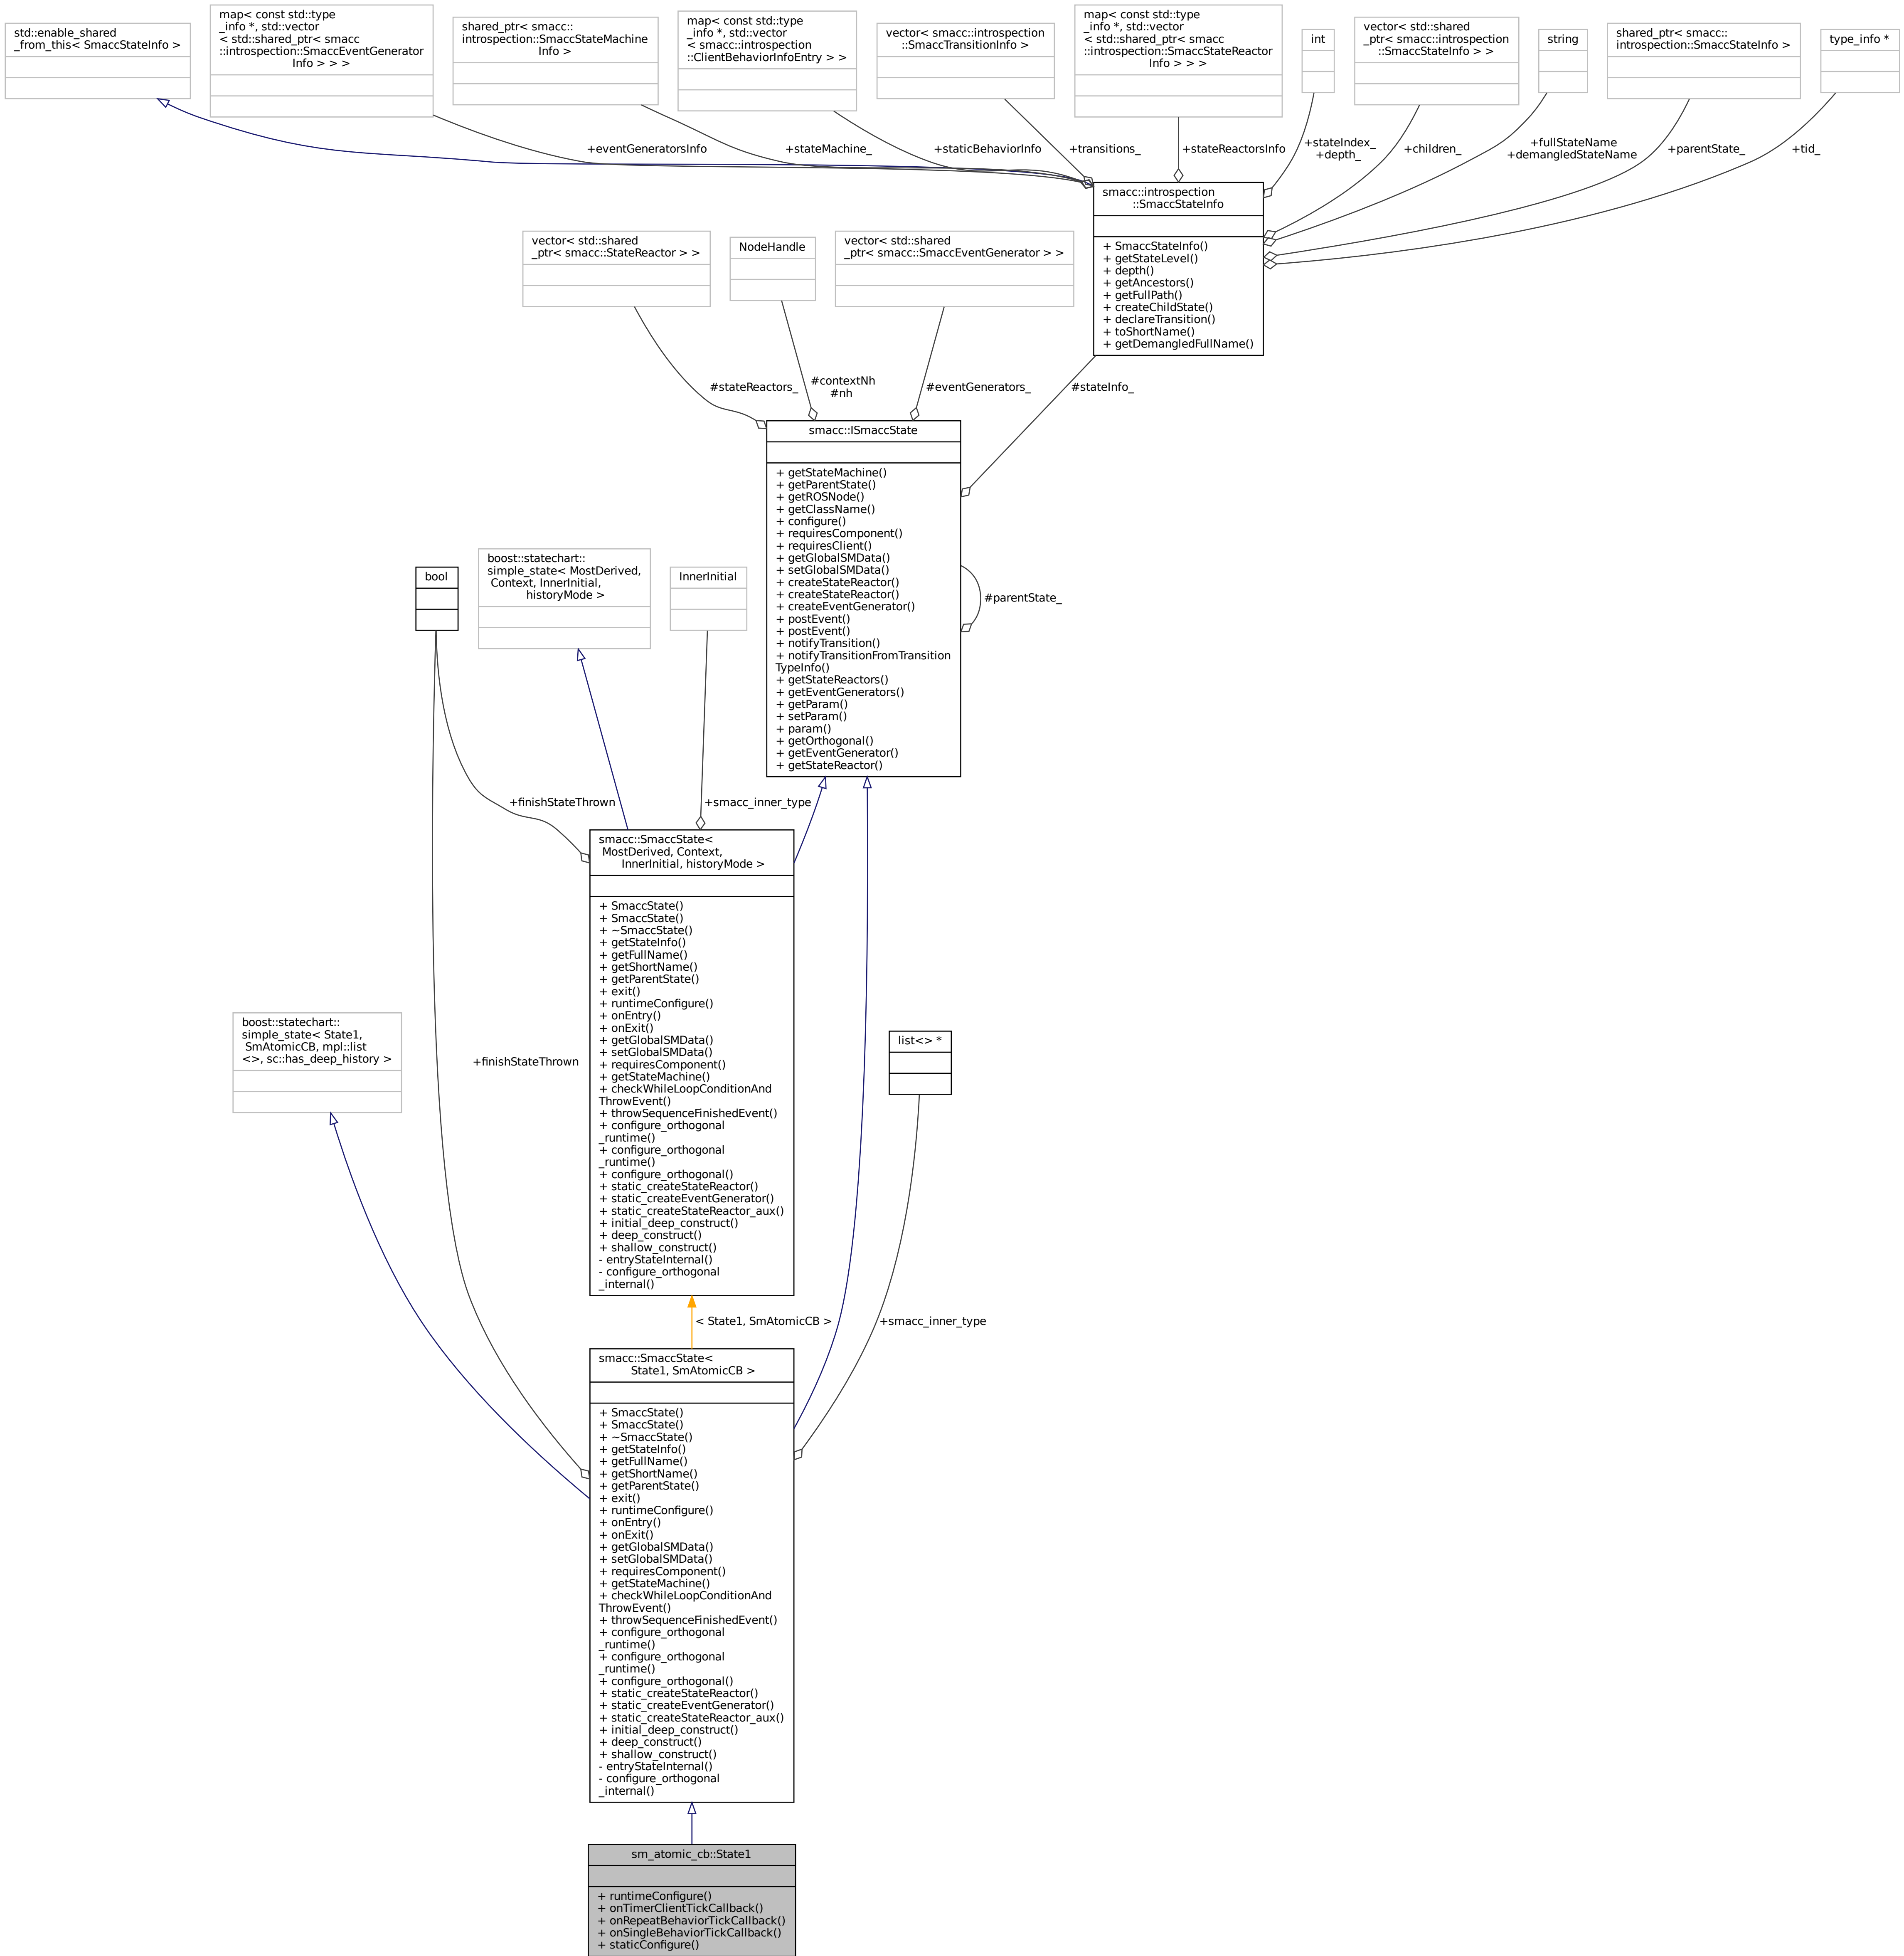 std::enable_shared
_from_this< SmaccStateInfo >
map< const std::type
_info *, std::vector
< std::shared_ptr< smacc
::introspection::SmaccEventGenerator
Info > > >
shared_ptr< smacc::
introspection::SmaccStateMachine
Info >
map< const std::type
_info *, std::vector
< smacc::introspection
::ClientBehaviorInfoEntry > >
vector< smacc::introspection
::SmaccTransitionInfo >
map< const std::type
_info *, std::vector
< std::shared_ptr< smacc
::introspection::SmaccStateReactor
Info > > >
int
vector< std::shared
_ptr< smacc::introspection
::SmaccStateInfo > >
string
shared_ptr< smacc::
introspection::SmaccStateInfo >
type_info *
+eventGeneratorsInfo
+stateMachine_
+staticBehaviorInfo
+transitions_
+stateReactorsInfo
+stateIndex_
+depth_
+children_
+fullStateName
+demangledStateName
+parentState_
+tid_
smacc::introspection
::SmaccStateInfo
+ SmaccStateInfo()
+ getStateLevel()
+ depth()
+ getAncestors()
+ getFullPath()
+ createChildState()
+ declareTransition()
+ toShortName()
+ getDemangledFullName()
vector< std::shared
_ptr< smacc::StateReactor > >
NodeHandle
vector< std::shared
_ptr< smacc::SmaccEventGenerator > >
#stateReactors_
#contextNh
#nh
#eventGenerators_
#stateInfo_
smacc::ISmaccState
+ getStateMachine()
+ getParentState()
+ getROSNode()
+ getClassName()
+ configure()
+ requiresComponent()
+ requiresClient()
+ getGlobalSMData()
+ setGlobalSMData()
+ createStateReactor()
+ createStateReactor()
+ createEventGenerator()
+ postEvent()
+ postEvent()
+ notifyTransition()
+ notifyTransitionFromTransition
TypeInfo()
+ getStateReactors()
+ getEventGenerators()
+ getParam()
+ setParam()
+ param()
+ getOrthogonal()
+ getEventGenerator()
+ getStateReactor()
#parentState_
bool
boost::statechart::
simple_state< MostDerived,
Context, InnerInitial,
historyMode >
InnerInitial
+finishStateThrown
+smacc_inner_type
smacc::SmaccState<
MostDerived, Context,
InnerInitial, historyMode >
+ SmaccState()
+ SmaccState()
+ ~SmaccState()
+ getStateInfo()
+ getFullName()
+ getShortName()
+ getParentState()
+ exit()
+ runtimeConfigure()
+ onEntry()
+ onExit()
+ getGlobalSMData()
+ setGlobalSMData()
+ requiresComponent()
+ getStateMachine()
+ checkWhileLoopConditionAnd
ThrowEvent()
+ throwSequenceFinishedEvent()
+ configure_orthogonal
_runtime()
+ configure_orthogonal
_runtime()
+ configure_orthogonal()
+ static_createStateReactor()
+ static_createEventGenerator()
+ static_createStateReactor_aux()
+ initial_deep_construct()
+ deep_construct()
+ shallow_construct()
- entryStateInternal()
- configure_orthogonal
_internal()
boost::statechart::
simple_state< State1,
SmAtomicCB, mpl::list
<>, sc::has_deep_history >
+finishStateThrown
list<> *
< State1, SmAtomicCB >
+smacc_inner_type
smacc::SmaccState<
State1, SmAtomicCB >
+ SmaccState()
+ SmaccState()
+ ~SmaccState()
+ getStateInfo()
+ getFullName()
+ getShortName()
+ getParentState()
+ exit()
+ runtimeConfigure()
+ onEntry()
+ onExit()
+ getGlobalSMData()
+ setGlobalSMData()
+ requiresComponent()
+ getStateMachine()
+ checkWhileLoopConditionAnd
ThrowEvent()
+ throwSequenceFinishedEvent()
+ configure_orthogonal
_runtime()
+ configure_orthogonal
_runtime()
+ configure_orthogonal()
+ static_createStateReactor()
+ static_createEventGenerator()
+ static_createStateReactor_aux()
+ initial_deep_construct()
+ deep_construct()
+ shallow_construct()
- entryStateInternal()
- configure_orthogonal
_internal()
sm_atomic_cb::State1
+ runtimeConfigure()
+ onTimerClientTickCallback()
+ onRepeatBehaviorTickCallback()
+ onSingleBehaviorTickCallback()
+ staticConfigure()